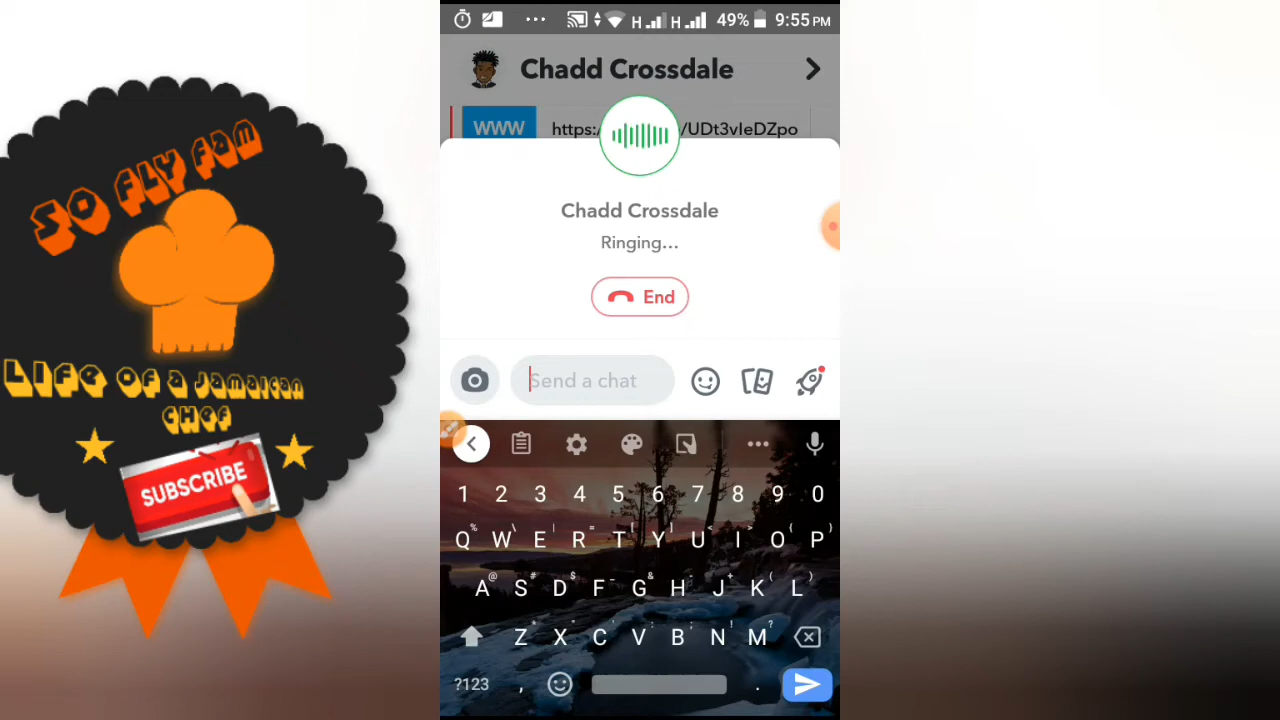 SO FLY FAM
LIFE OF A JAMAICAN
CHEF
SUBSCRIBE
H H 49% 9:55 PM
Chadd Crossdale
WWW https:/ /UDt3vIeDZpo
Chadd Crossdale
Ringing...
End
Send a chat
1 2 3 4 5 6 7 8 9 0
Q% W\ E| R= T[ Y] U< I> O{ P}
A@ S# D$ F_ G& H- J+ K( L)
Z* X" C' V: B; N! M?
?123 , .